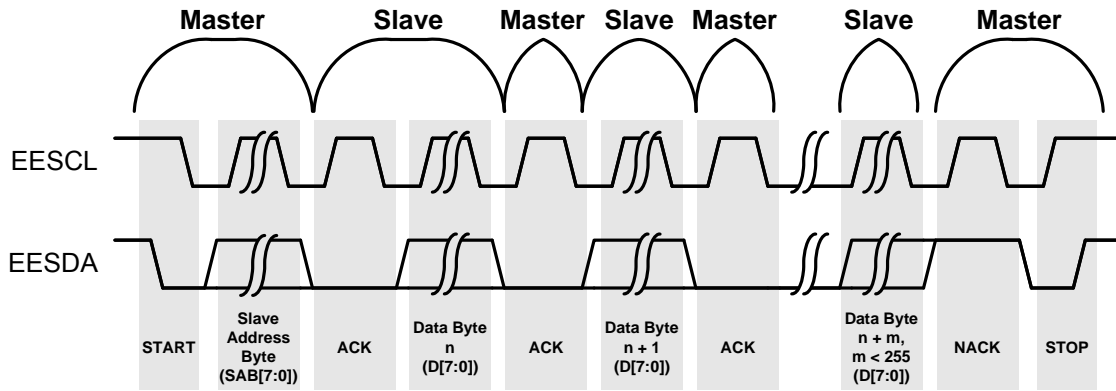 Master Slave Master Slave Master Slave Master
EESCL
EESDA
START
Slave
Address
Byte
(SAB[7:0])
ACK
Data Byte
n
(D[7:0])
ACK
Data Byte
n + 1
(D[7:0])
ACK
Data Byte
n + m,
m < 255
(D[7:0])
NACK
STOP